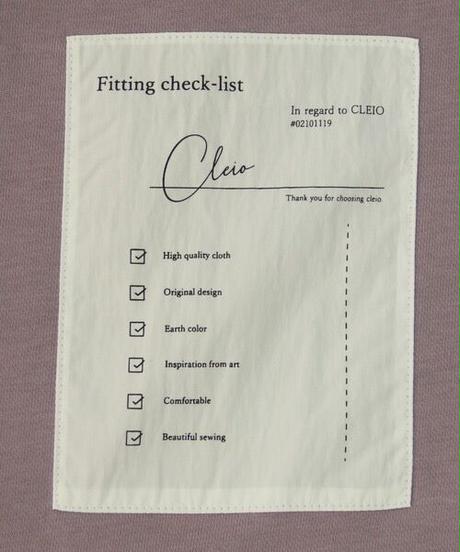 Fitting check-list
In regard to CLEIO
#02101119
Cleio
Thank you for choosing cleio
High quality cloth
Original design
Earth color
Inspiration from art
Comfortable
Beautiful sewing